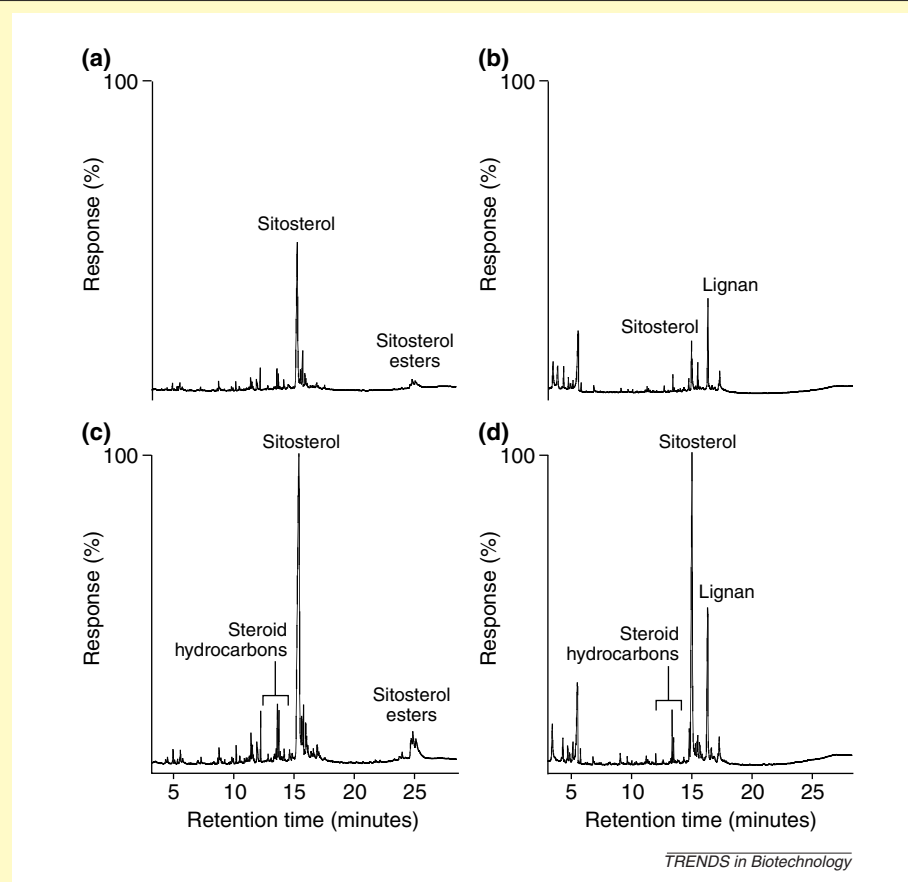 (a)
100
Response (%)
Sitosterol
Sitosterol
esters
(b)
100
Response (%)
Sitosterol
Lignan
(c)
100
Response (%)
Sitosterol
Steroid
hydrocarbons
Sitosterol
esters
5 10 15 20 25
Retention time (minutes)
(d)
100
Response (%)
Sitosterol
Lignan
Steroid
hydrocarbons
5 10 15 20 25
Retention time (minutes)
TRENDS in Biotechnology